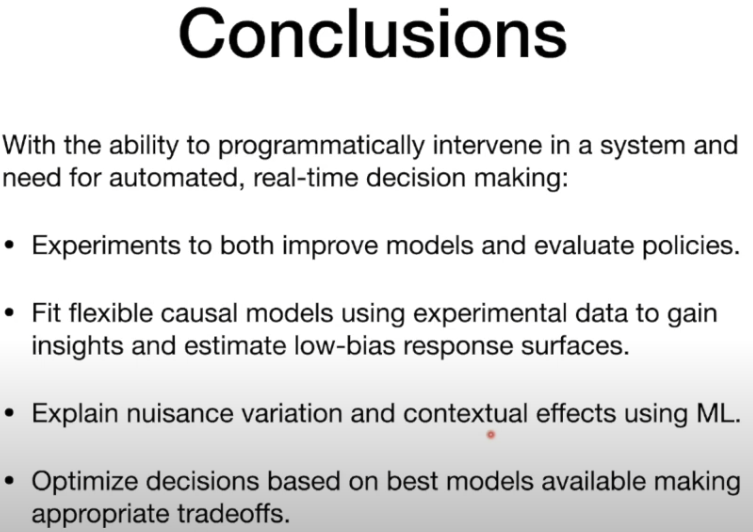 Conclusions
With the ability to programmatically intervene in a system and
need for automated, real-time decision making:
• Experiments to both improve models and evaluate policies.
• Fit flexible causal models using experimental data to gain
insights and estimate low-bias response surfaces.
• Explain nuisance variation and contextual effects using ML.
• Optimize decisions based on best models available making
appropriate tradeoffs.